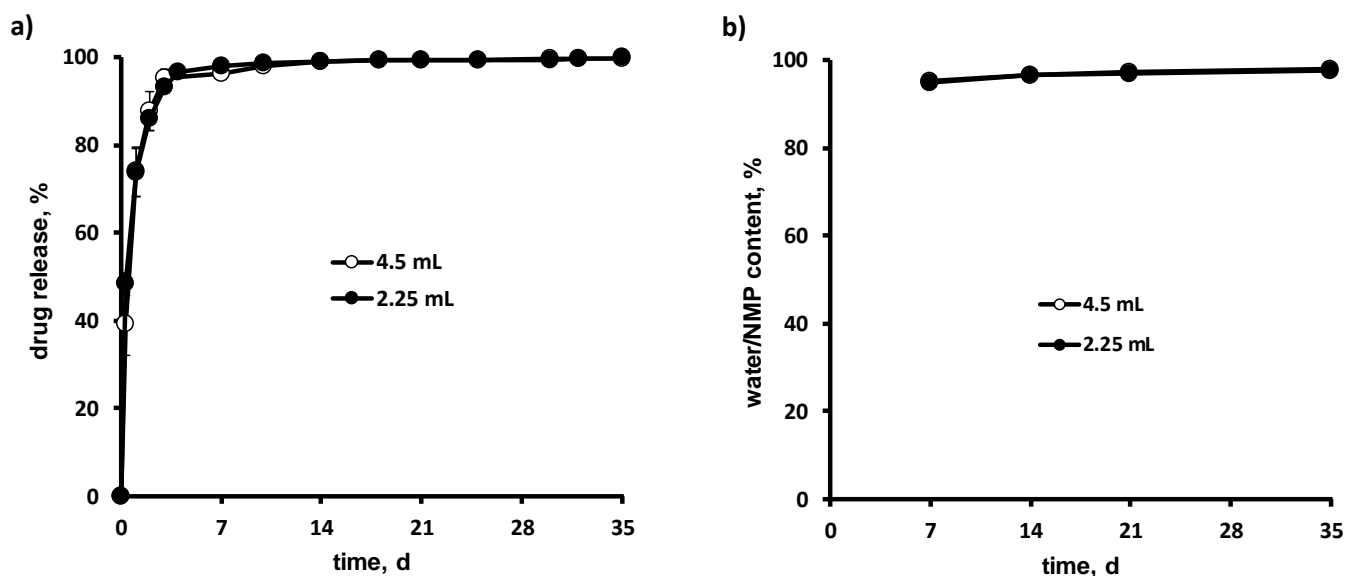 a)
drug release, %
100
80
60
40
20
0
0 7 14 21 28 35
time, d
4.5 mL
2.25 mL
b)
water/NMP content, %
100
80
60
40
20
0
0 7 14 21 28 35
time, d
4.5 mL
2.25 mL